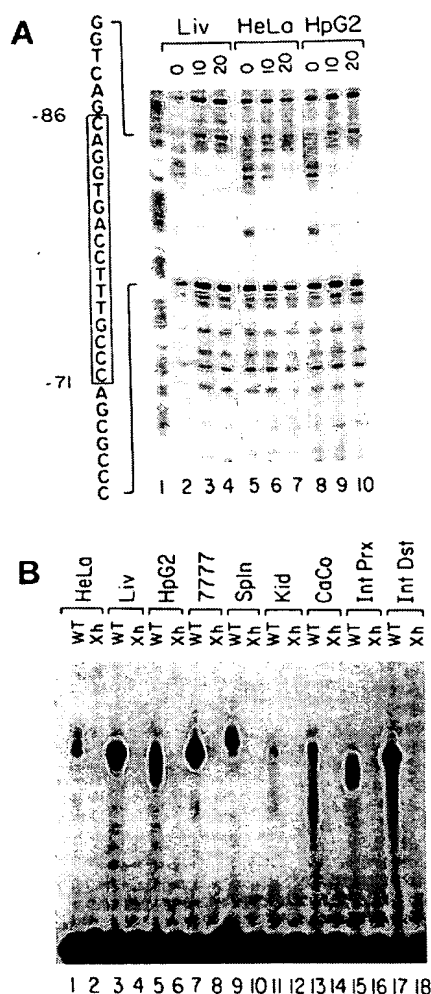 A
GGTCAGCAGGTGACCTTTGCCCAGCGCCC
-86
-71
Liv HeLa HpG2
0 10 20 0 10 20 0 10 20
1 2 3 4 5 6 7 8 9 10
B
HeLa Liv HpG2 7777 Spln Kid CaCo Int Prx Int Dst
WT Xh WT Xh WT Xh WT Xh WT Xh WT Xh WT Xh WT Xh WT Xh
1 2 3 4 5 6 7 8 9 10 11 12 13 14 15 16 17 18